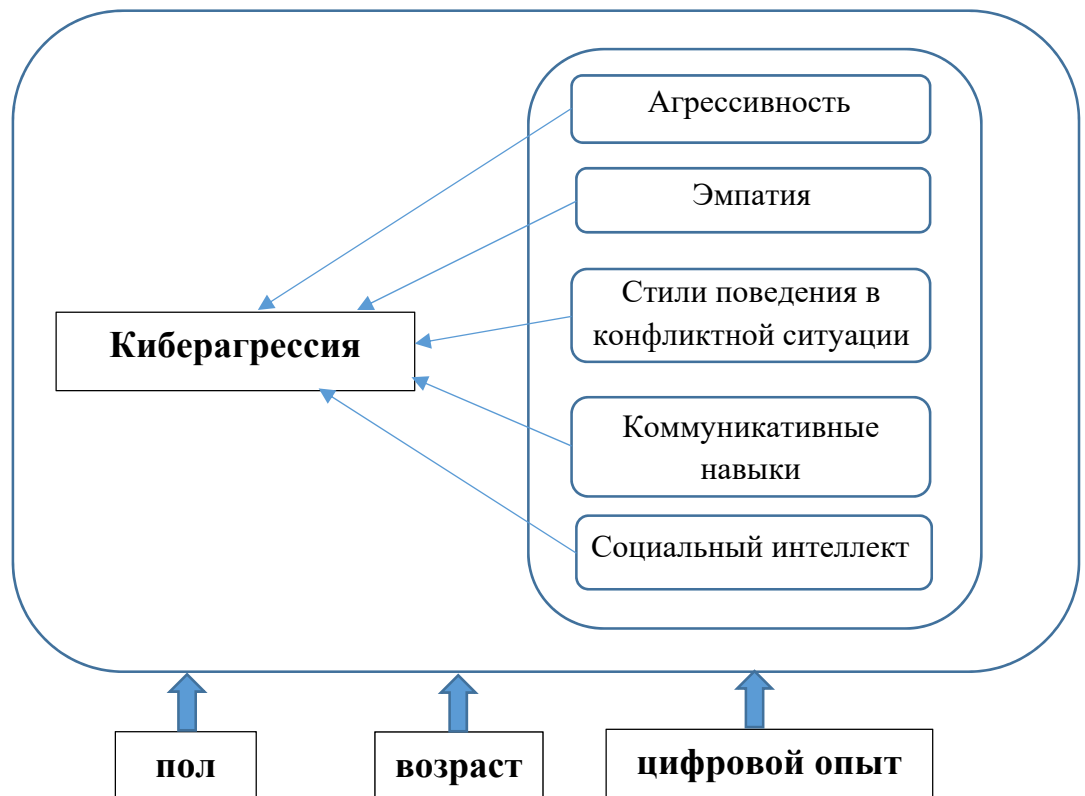 Агрессивность
Эмпатия
Стили поведения в
конфликтной ситуации
Киберагрессия
Коммуникативные
навыки
Социальный интеллект
пол
возраст
цифровой опыт